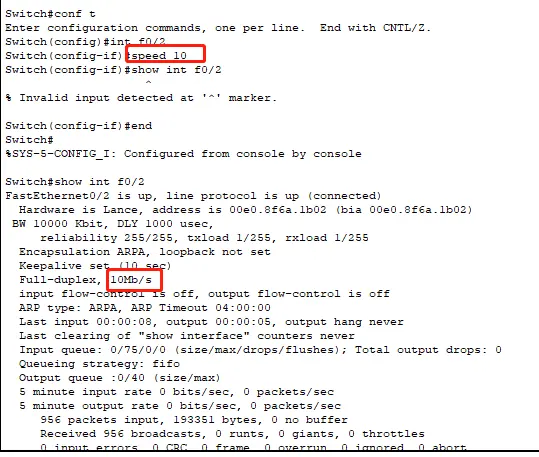 Switch#conf t
Enter configuration commands, one per line.  End with CNTL/Z.
Switch(config)#int f0/2
Switch(config-if)#speed 10
Switch(config-if)#show int f0/2
^
% Invalid input detected at '^' marker.
Switch(config-if)#end
Switch#
%SYS-5-CONFIG_I: Configured from console by console
Switch#show int f0/2
FastEthernet0/2 is up, line protocol is up (connected)
Hardware is Lance, address is 00e0.8f6a.1b02 (bia 00e0.8f6a.1b02)
BW 10000 Kbit, DLY 1000 usec,
reliability 255/255, txload 1/255, rxload 1/255
Encapsulation ARPA, loopback not set
Keepalive set (10 sec)
Full-duplex, 10Mb/s
input flow-control is off, output flow-control is off
ARP type: ARPA, ARP Timeout 04:00:00
Last input 00:00:08, output 00:00:05, output hang never
Last clearing of "show interface" counters never
Input queue: 0/75/0/0 (size/max/drops/flushes); Total output drops: 0
Queueing strategy: fifo
Output queue :0/40 (size/max)
5 minute input rate 0 bits/sec, 0 packets/sec
5 minute output rate 0 bits/sec, 0 packets/sec
956 packets input, 193351 bytes, 0 no buffer
Received 956 broadcasts, 0 runts, 0 giants, 0 throttles
0 input errors, 0 CRC, 0 frame, 0 overrun, 0 ignored, 0 abort